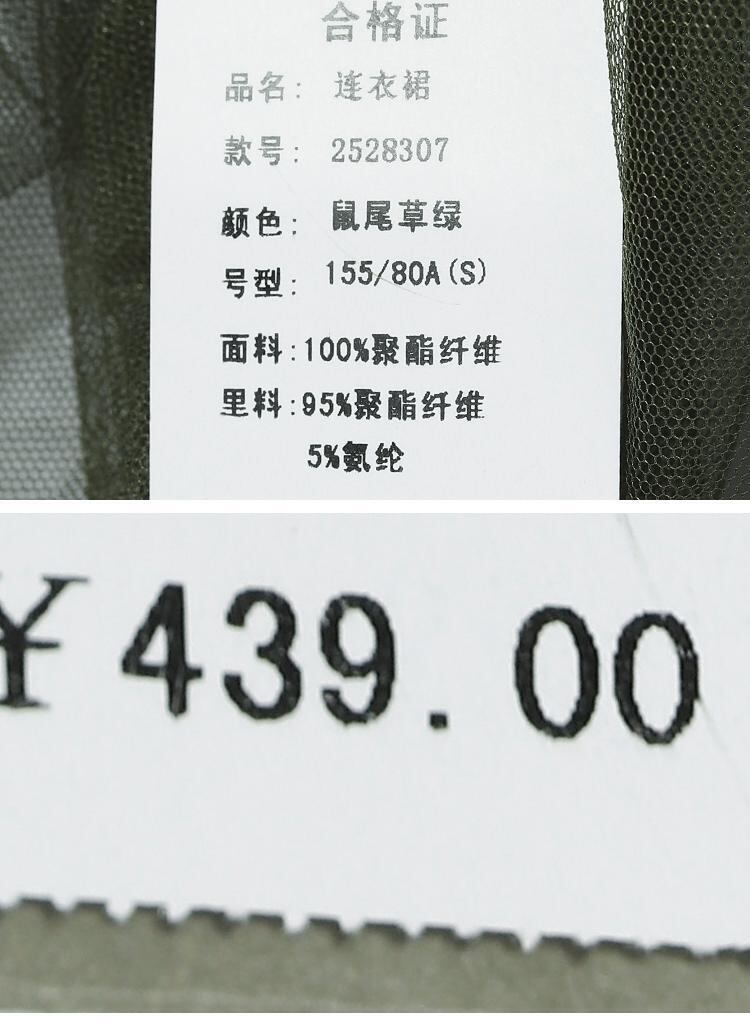 合格证
品名: 连衣裙
款号: 2528307
颜色: 鼠尾草绿
号型: 155/80A(S)
面料:100%聚酯纤维
里料:95%聚酯纤维
5%氨纶
¥439.00